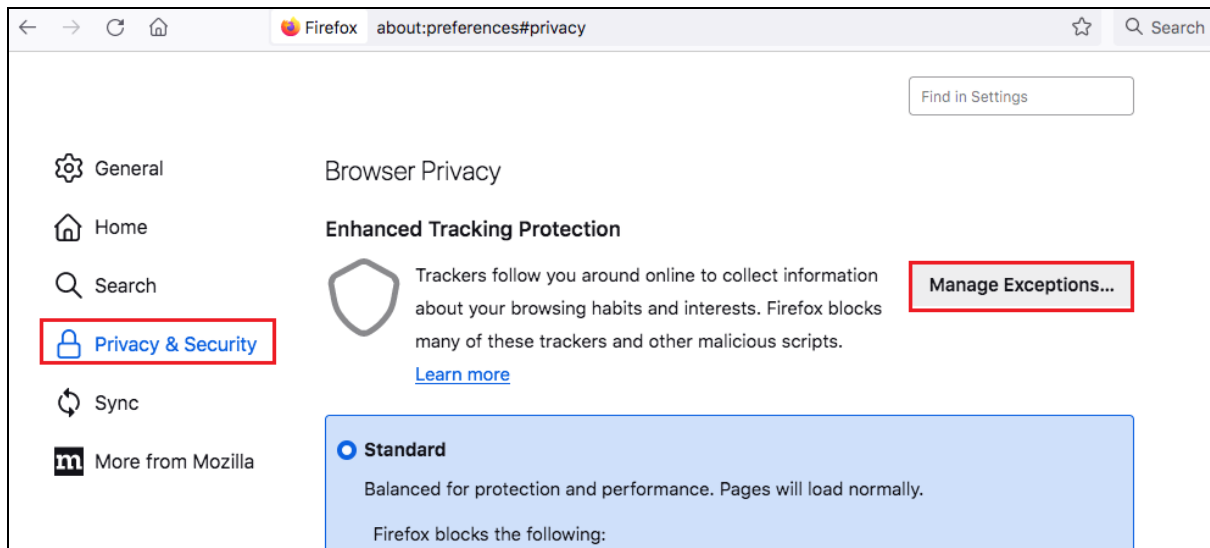 Firefox about:preferences#privacy Search
Find in Settings
General
Home
Search
Privacy & Security
Sync
m More from Mozilla
Browser Privacy
Enhanced Tracking Protection
Trackers follow you around online to collect information
about your browsing habits and interests. Firefox blocks
many of these trackers and other malicious scripts.
Learn more
Manage Exceptions...
Standard
Balanced for protection and performance. Pages will load normally.
Firefox blocks the following: